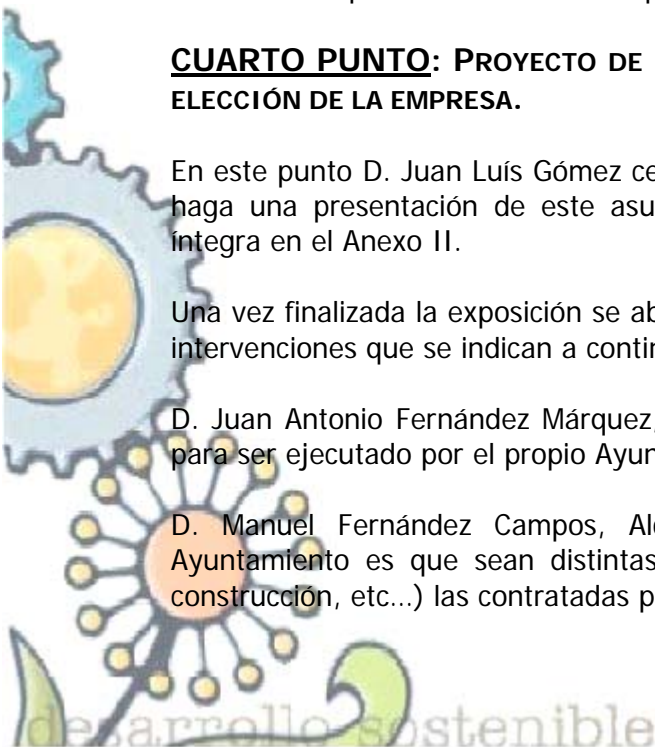 CUARTO PUNTO: PROYECTO DE
ELECCIÓN DE LA EMPRESA.
En este punto D. Juan Luís Gómez ce
haga una presentación de este asu
íntegra en el Anexo II.
Una vez finalizada la exposición se ab
intervenciones que se indican a contin
D. Juan Antonio Fernández Márquez,
para ser ejecutado por el propio Ayun
D. Manuel Fernández Campos, Al
Ayuntamiento es que sean distintas
construcción, etc...) las contratadas p
desarrollo sostenible